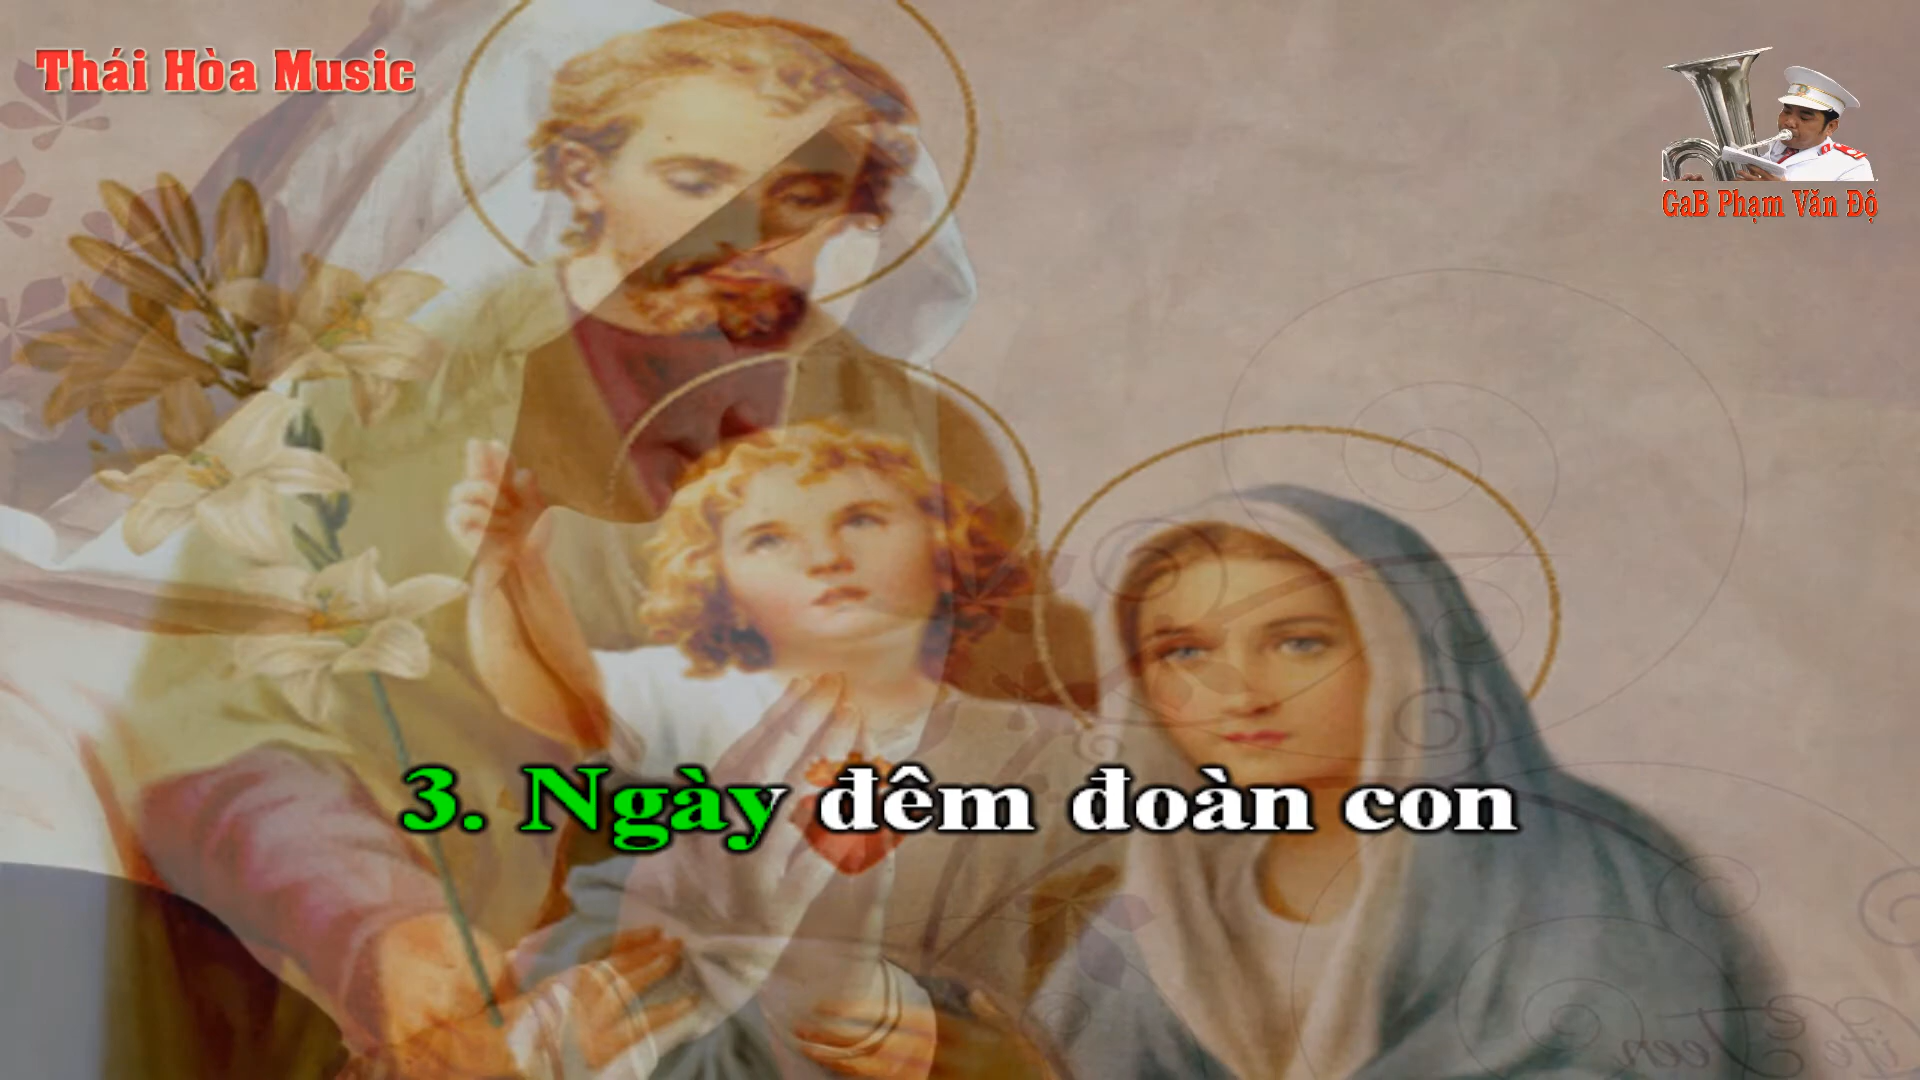 Thái Hòa Music
GaB Phạm Văn Độ
3. Ngày đêm đoàn con